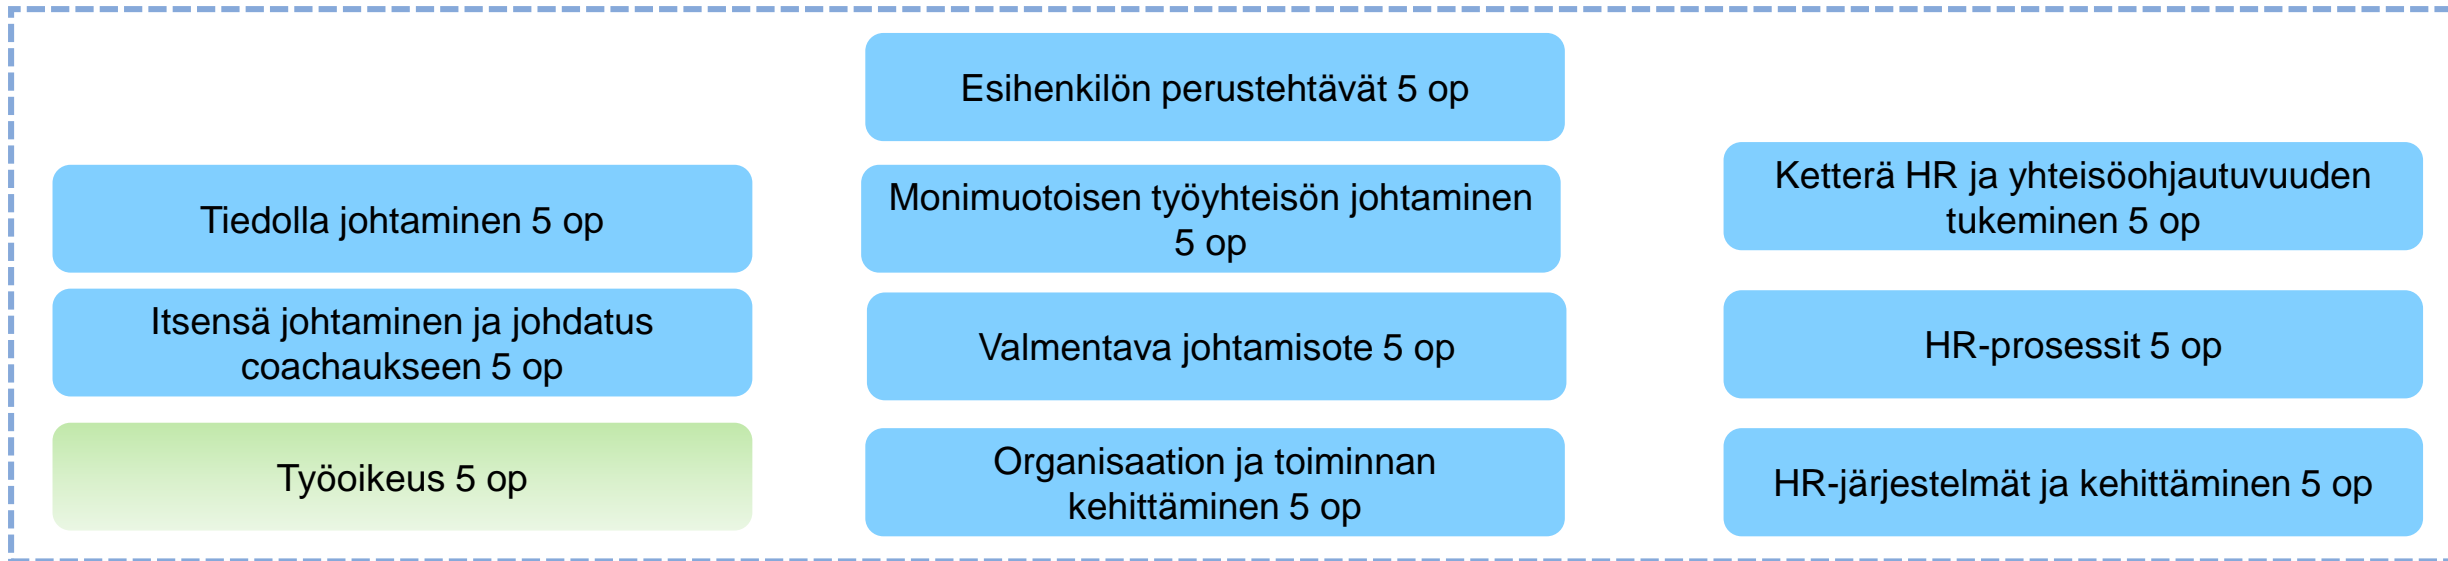 Tiedolla johtaminen 5 op
Itsensä johtaminen ja johdatus
coachaukseen 5 op
Työoikeus 5 op
Esihenkilön perustehtävät 5 op
Monimuotoisen työyhteisön johtaminen
5 op
Valmentava johtamisote 5 op
Organisaation ja toiminnan
kehittäminen 5 op
Ketterä HR ja yhteisöohjautuvuuden
tukeminen 5 op
HR-prosessit 5 op
HR-järjestelmät ja kehittäminen 5 op